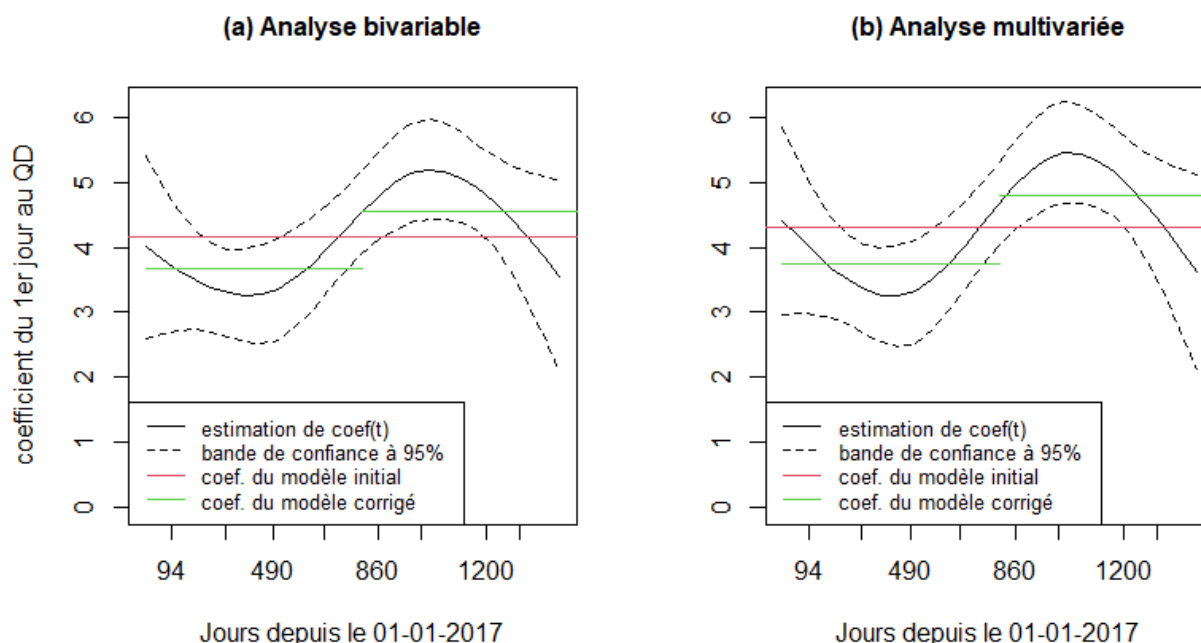 (a) Analyse bivariable
coefficient du 1er jour au QD
6
5
4
3
2
1
0
estimation de coef(t)
bande de confiance à 95%
coef. du modèle initial
coef. du modèle corrigé
94 490 860 1200
Jours depuis le 01-01-2017
(b) Analyse multivariée
6
5
4
3
2
1
0
estimation de coef(t)
bande de confiance à 95%
coef. du modèle initial
coef. du modèle corrigé
94 490 860 1200
Jours depuis le 01-01-2017